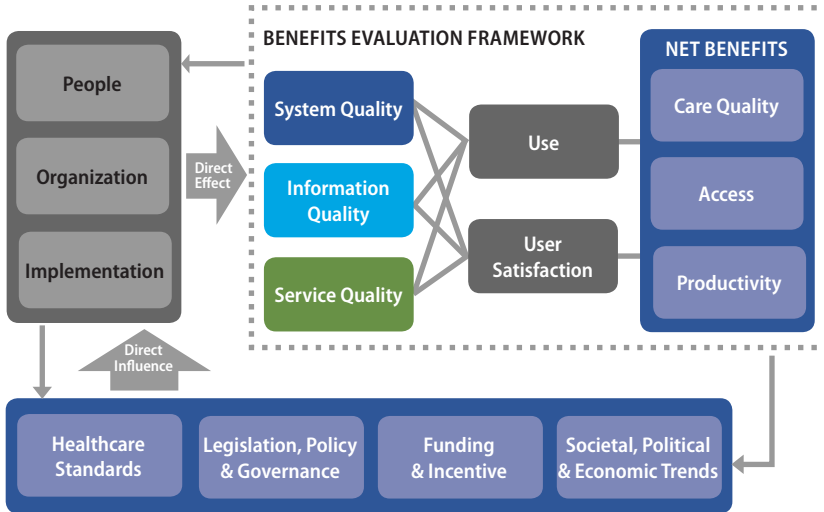 People
Organization
Implementation
Direct
Effect
BENEFITS EVALUATION FRAMEWORK
System Quality
Information
Quality
Service Quality
Use
User
Satisfaction
NET BENEFITS
Care Quality
Access
Productivity
Direct
Influence
Healthcare
Standards
Legislation, Policy
& Governance
Funding
& Incentive
Societal, Political
& Economic Trends